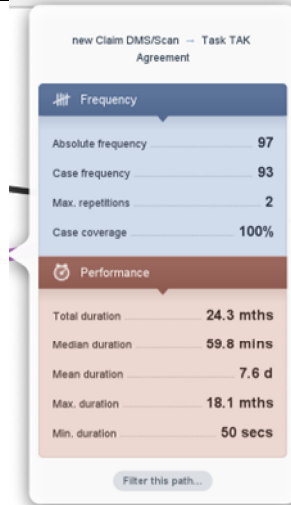 new Claim DMS/Scan → Task TAK
Agreement
Frequency
Absolute frequency 97
Case frequency 93
Max. repetitions 2
Case coverage 100%
Performance
Total duration 24.3 mths
Median duration 59.8 mins
Mean duration 7.6 d
Max. duration 18.1 mths
Min. duration 50 secs
Filter this path...